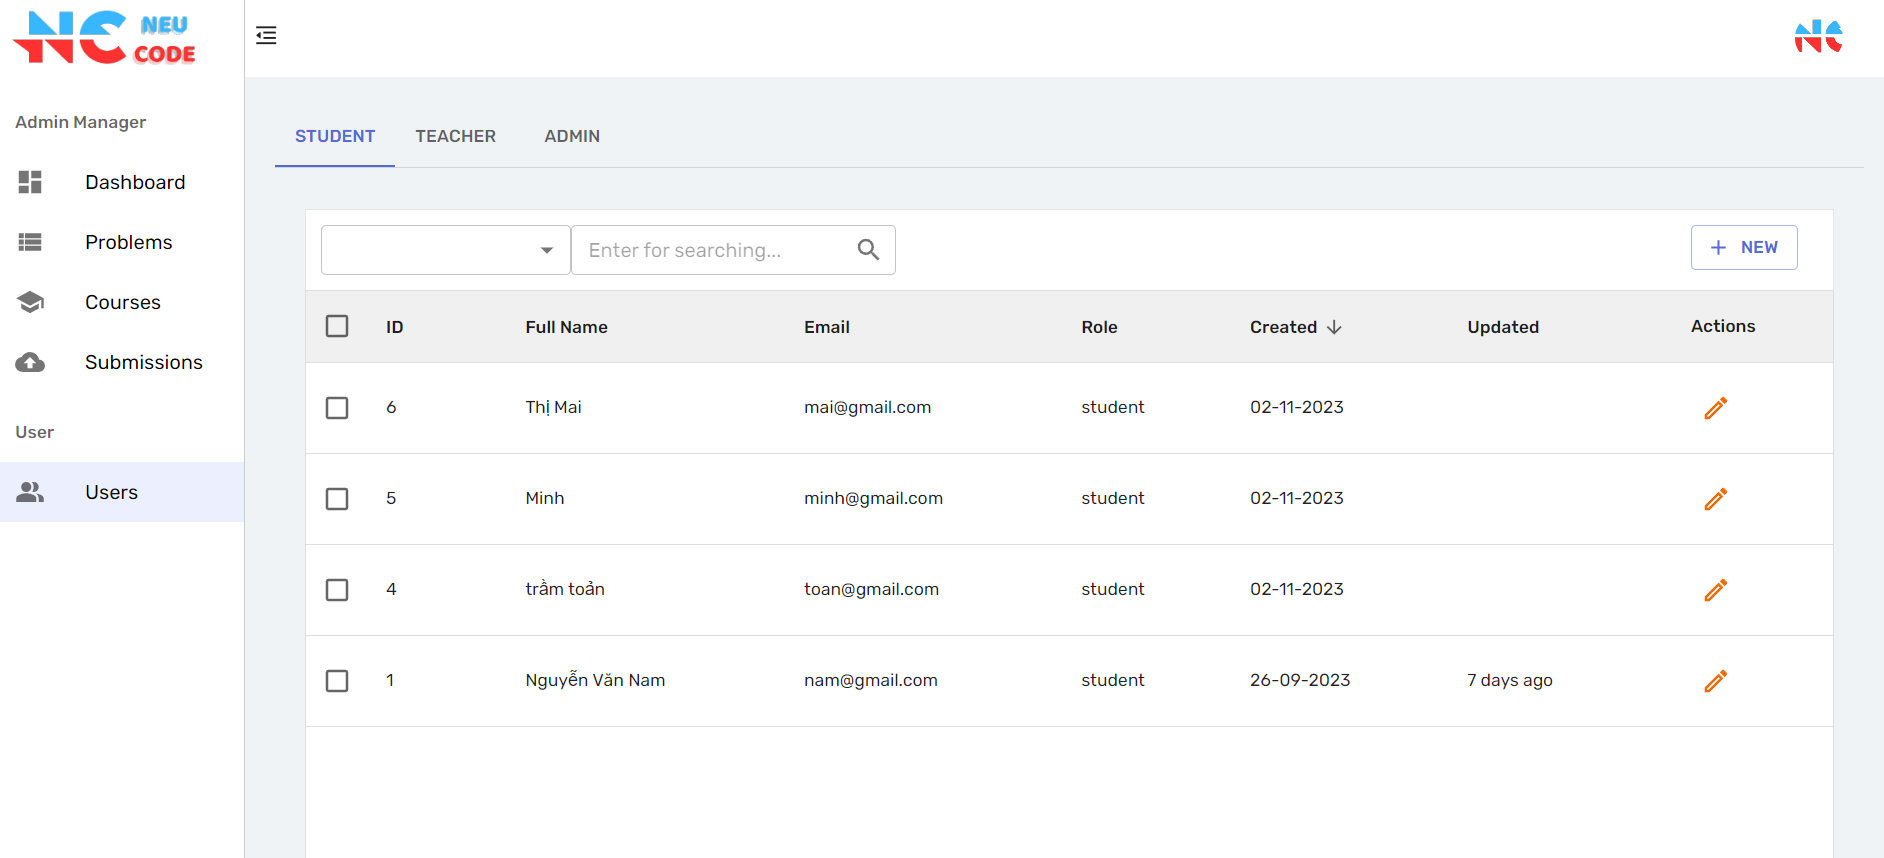 NEU
CODE
Admin Manager
Dashboard
Problems
Courses
Submissions
User
Users
STUDENT TEACHER ADMIN
Enter for searching... NEW
ID Full Name Email Role Created Updated Actions
6 Thị Mai mai@gmail.com student 02-11-2023
5 Minh minh@gmail.com student 02-11-2023
4 trầm toản toan@gmail.com student 02-11-2023
1 Nguyễn Văn Nam nam@gmail.com student 26-09-2023 7 days ago